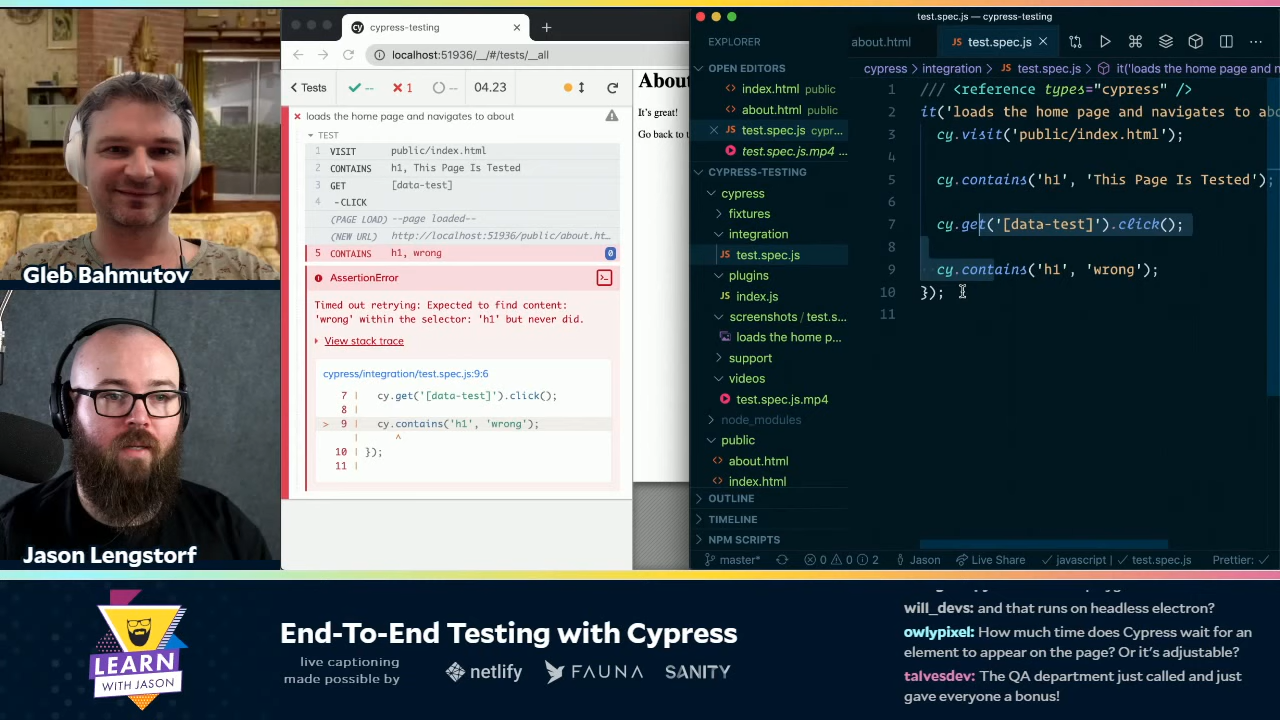 Gleb Bahmutov
Jason Lengstorf
cypress-testing
localhost:51936/__/#/tests/__all
Tests
--
1
--
04.23
loads the home page and navigates to about
TEST
1 VISIT public/index.html
2 CONTAINS h1, This Page Is Tested
3 GET [data-test]
4 -CLICK
(PAGE LOAD) --page loaded--
(NEW URL) http://localhost:51936/public/about.ht…
5 CONTAINS h1, wrong 0
AssertionError
Timed out retrying: Expected to find content:
'wrong' within the selector: 'h1' but never did.
View stack trace
cypress/integration/test.spec.js:9:6
7 | cy.get('[data-test]').click();
8 |
> 9 | cy.contains('h1', 'wrong');
| ^
10 | });
11 |
About
It's great!
Go back to t
test.spec.js — cypress-testing
EXPLORER
OPEN EDITORS
index.html public
about.html public
test.spec.js cypr...
test.spec.js.mp4 ...
CYPRESS-TESTING
cypress
fixtures
integration
test.spec.js
plugins
index.js
screenshots / test.s...
loads the home p...
support
videos
test.spec.js.mp4
node_modules
public
about.html
index.html
OUTLINE
TIMELINE
NPM SCRIPTS
about.html
test.spec.js
cypress > integration > test.spec.js > it('loads the home page and n
1 /// <reference types="cypress" />
2 it('loads the home page and navigates to abo
3 cy.visit('public/index.html');
4
5 cy.contains('h1', 'This Page Is Tested');
6
7 cy.get('[data-test]').click();
8
9 cy.contains('h1', 'wrong');
10 });
11
master* 0 0 2 Jason Live Share javascript | test.spec.js Prettier:
LEARN
WITH JASON
End-To-End Testing with Cypress
live captioning
made possible by
netlify
FAUNA
SANITY
will_devs: and that runs on headless electron?
owlypixel: How much time does Cypress wait for an
element to appear on the page? Or it's adjustable?
talvesdev: The QA department just called and just
gave everyone a bonus!